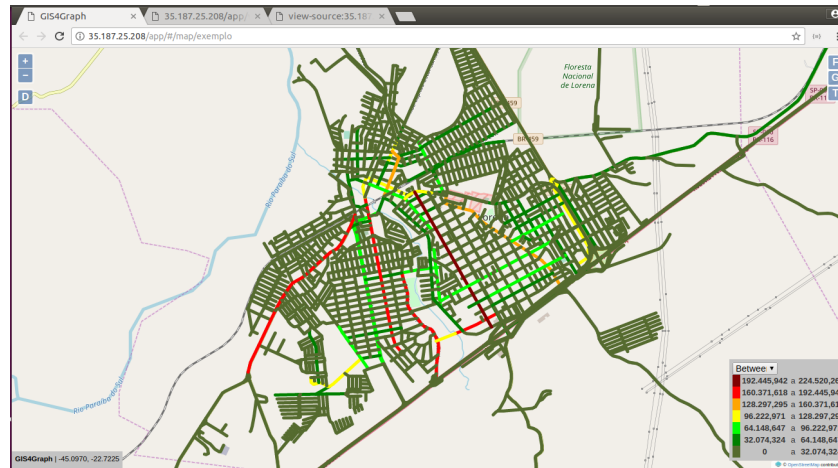 GIS4Graph
35.187.25.208/app/
view-source:35.187
35.187.25.208/app/#/map/exemplo
+
−
D
Floresta
Nacional
de Lorena
Rio Paraíba do Sul
Rio Paraíba do Sul
BR-459
BR-116
Betwee
192.445,942 a 224.520,26
160.371,618 a 192.445,94
128.297,295 a 160.371,61
96.222,971 a 128.297,29
64.148,647 a 96.222,97
32.074,324 a 64.148,64
0 a 32.074,32
GIS4Graph | -45.0970, -22.7225
© OpenStreetMap contribut